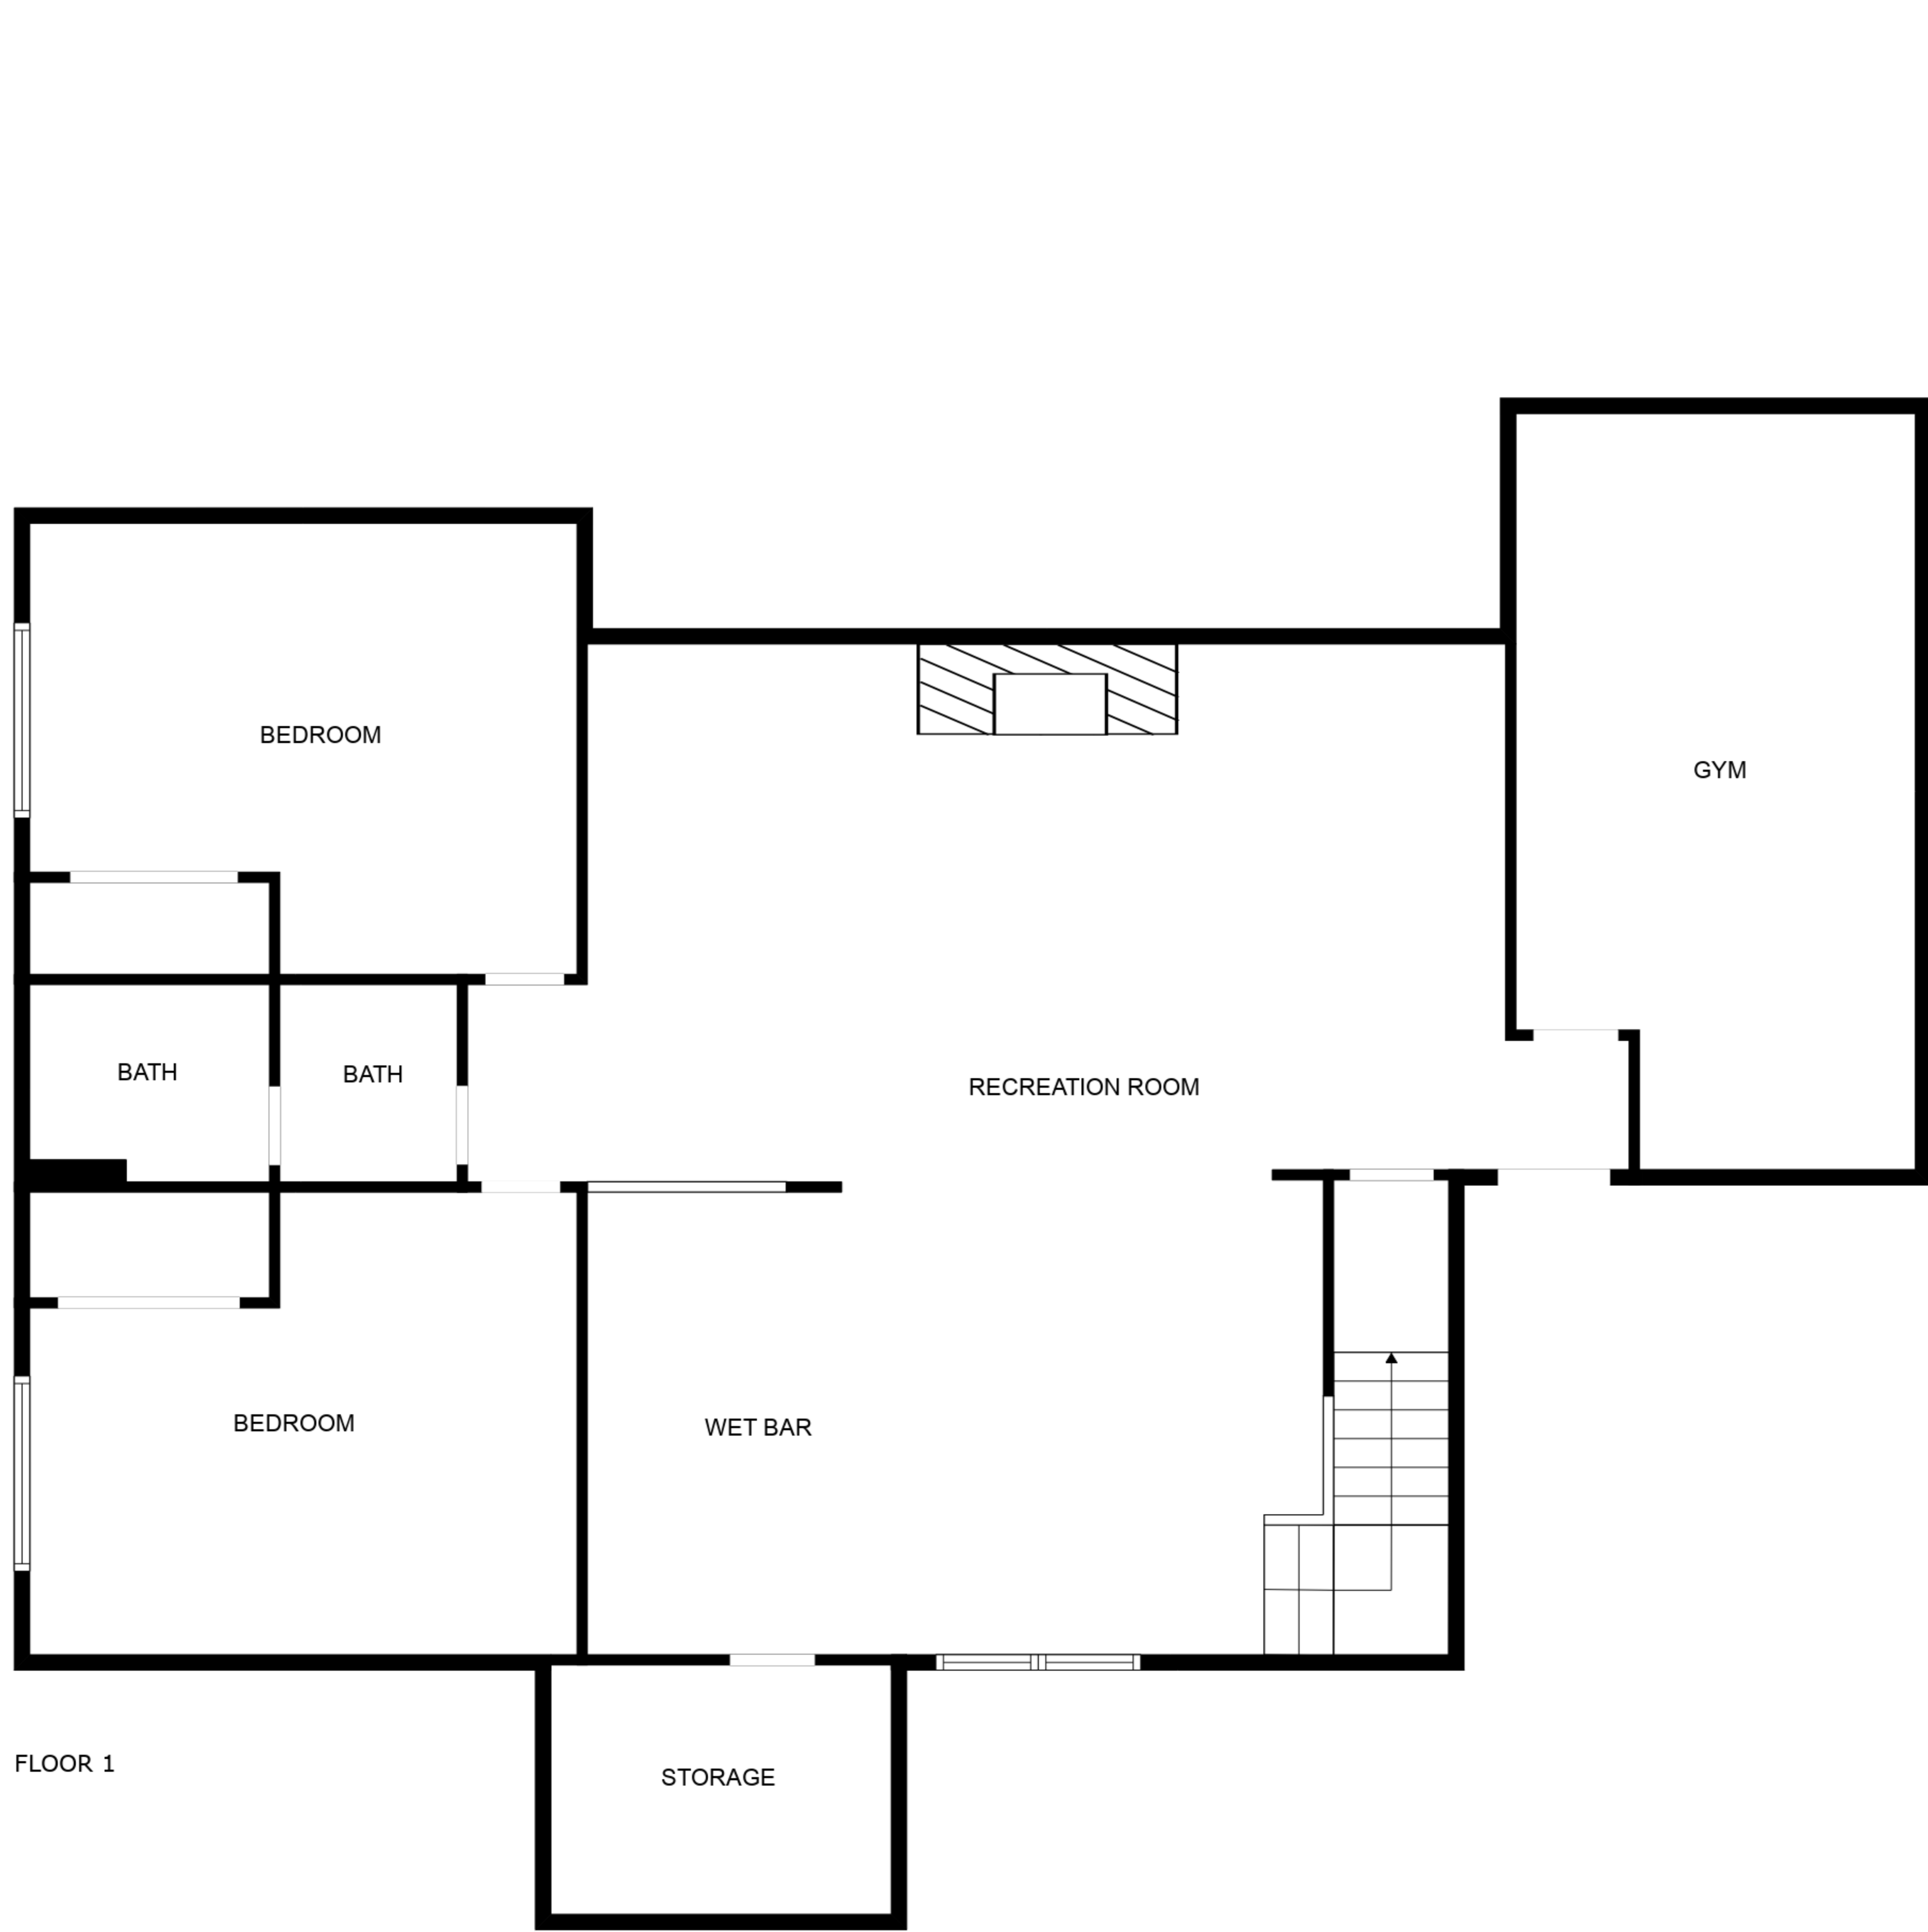 BEDROOM
GYM
BATH
BATH
RECREATION ROOM
BEDROOM
WET BAR
FLOOR 1
STORAGE